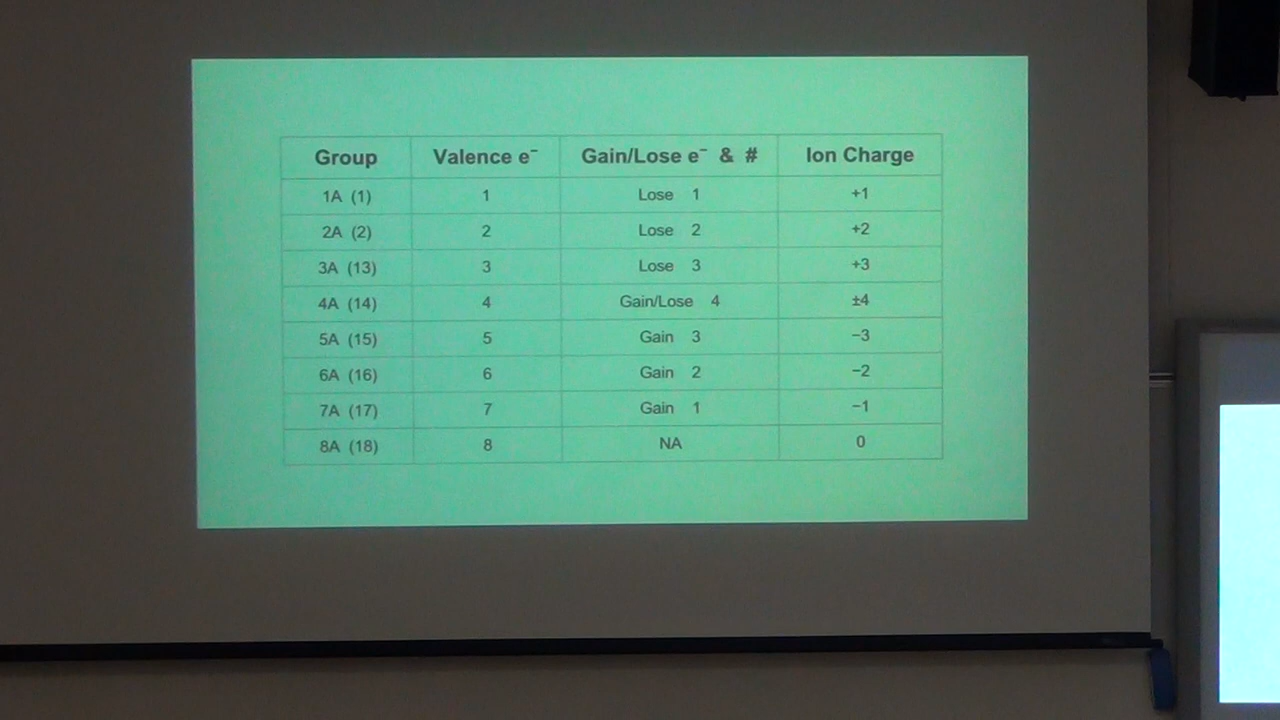 Group Valence e⁻ Gain/Lose e⁻ & # Ion Charge
1A (1) 1 Lose 1 +1
2A (2) 2 Lose 2 +2
3A (13) 3 Lose 3 +3
4A (14) 4 Gain/Lose 4 ±4
5A (15) 5 Gain 3 −3
6A (16) 6 Gain 2 −2
7A (17) 7 Gain 1 −1
8A (18) 8 NA 0